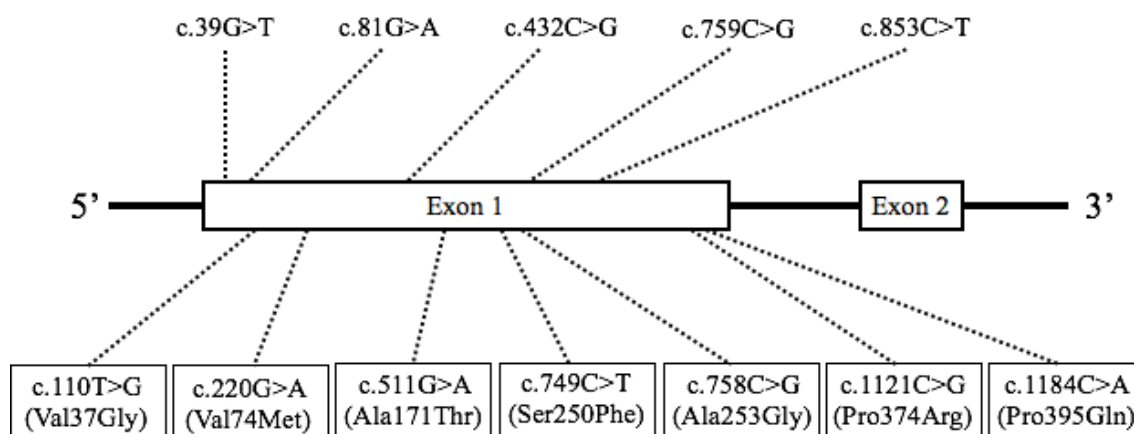 c.39G>T c.81G>A c.432C>G c.759C>G c.853C>T
5’ Exon 1 Exon 2 3’
c.110T>G c.220G>A c.511G>A c.749C>T c.758C>G c.1121C>G c.1184C>A
(Val37Gly) (Val74Met) (Ala171Thr) (Ser250Phe) (Ala253Gly) (Pro374Arg) (Pro395Gln)